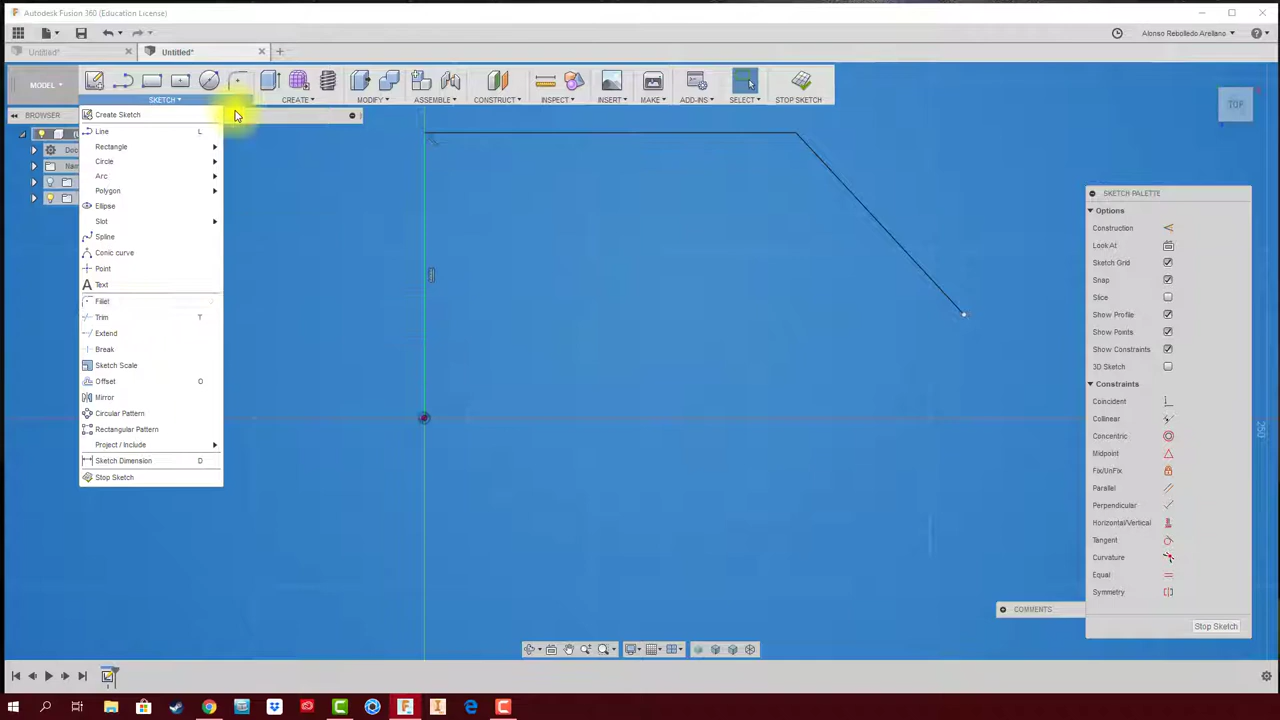 Autodesk Fusion 360 (Education License)
Alonso Rebolledo Arellano
Untitled*
Untitled*
MODEL
SKETCH
CREATE
MODIFY
ASSEMBLE
CONSTRUCT
INSPECT
INSERT
MAKE
ADD-INS
SELECT
STOP SKETCH
BROWSER
TOP
Create Sketch
Line L
Rectangle
Circle
Arc
Polygon
Ellipse
Slot
Spline
Conic curve
Point
Text
Fillet
Trim T
Extend
Break
Sketch Scale
Offset O
Mirror
Circular Pattern
Rectangular Pattern
Project / Include
Sketch Dimension D
Stop Sketch
SKETCH PALETTE
Options
Construction
Look At
Sketch Grid
Snap
Slice
Show Profile
Show Points
Show Constraints
3D Sketch
Constraints
Coincident
Collinear
Concentric
Midpoint
Fix/UnFix
Parallel
Perpendicular
Horizontal/Vertical
Tangent
Curvature
Equal
Symmetry
Stop Sketch
250
COMMENTS